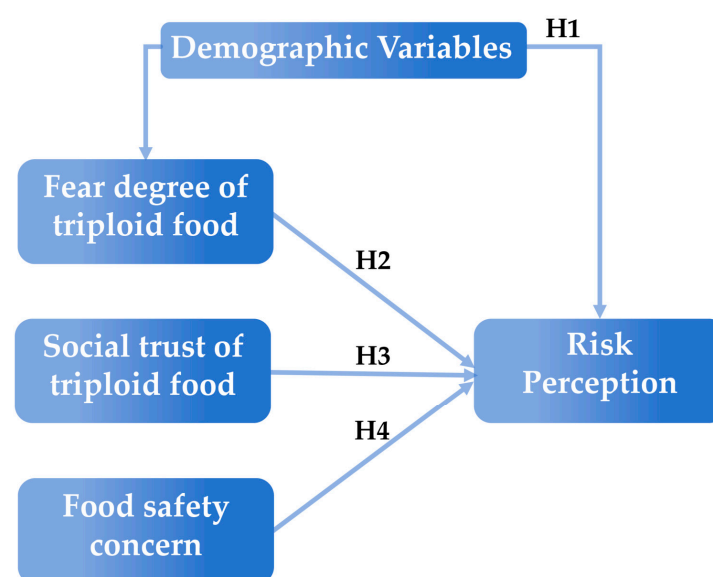 Demographic Variables
H1
Fear degree of
triploid food
H2
Social trust of
triploid food
H3
Risk
Perception
H4
Food safety
concern